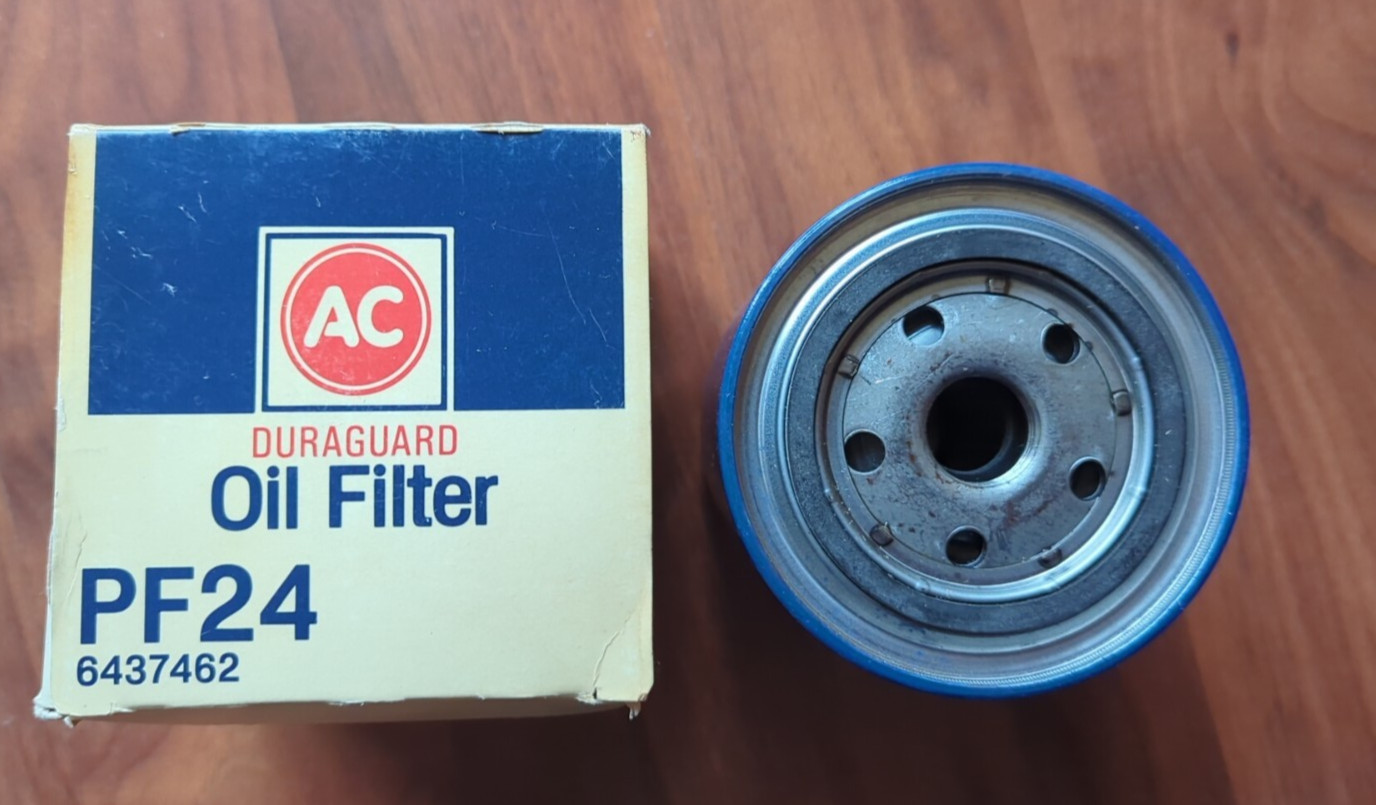 AC
DURAGUARD
Oil Filter
PF24
6437462